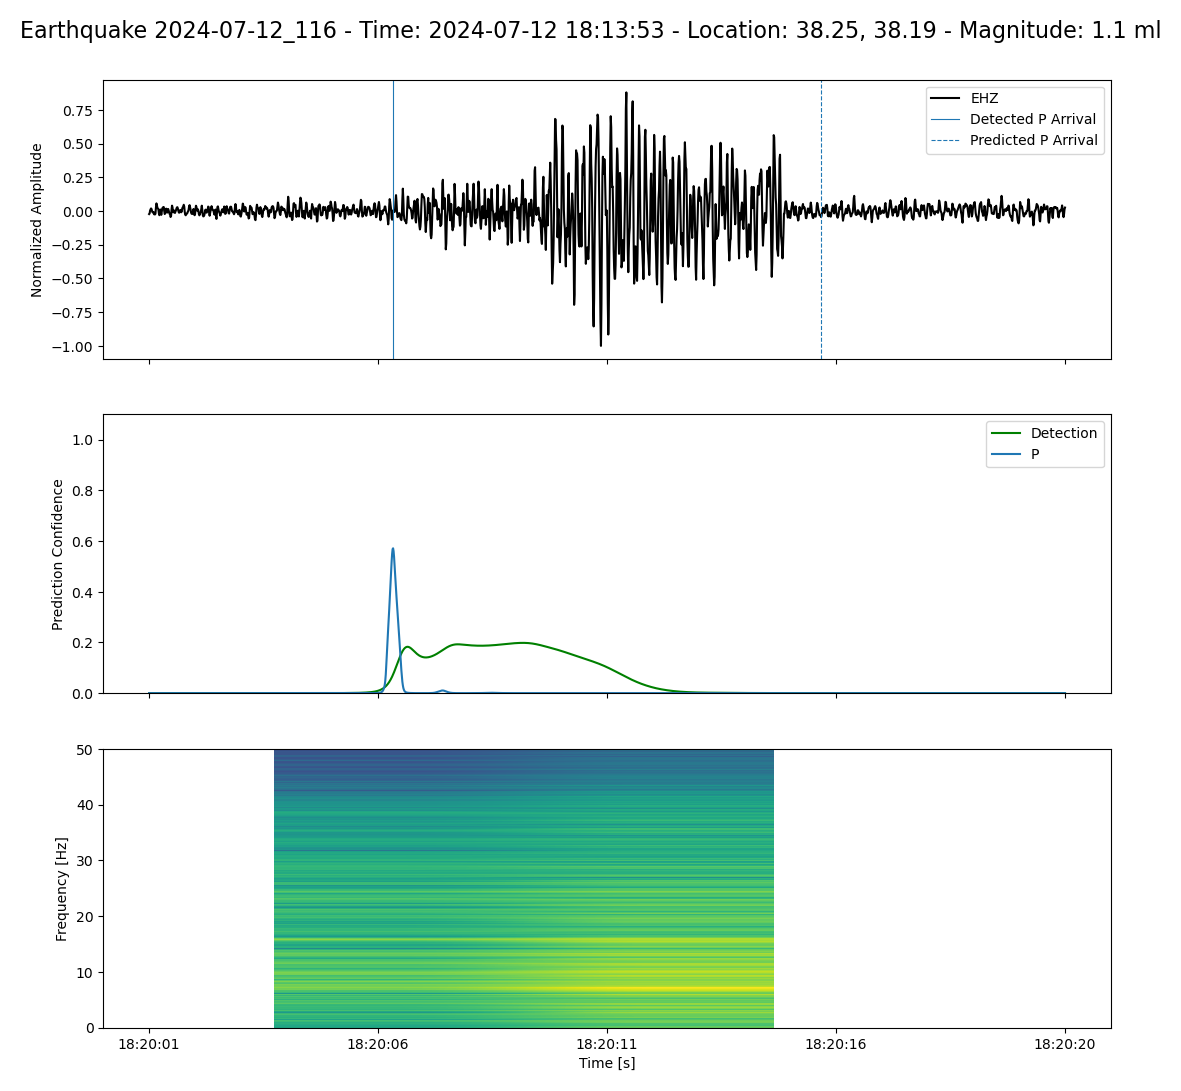 Earthquake 2024-07-12_116 - Time: 2024-07-12 18:13:53 - Location: 38.25, 38.19 - Magnitude: 1.1 ml
Normalized Amplitude
0.75
0.50
0.25
0.00
−0.25
−0.50
−0.75
−1.00
EHZ
Detected P Arrival
Predicted P Arrival
Prediction Confidence
1.0
0.8
0.6
0.4
0.2
0.0
Detection
P
Frequency [Hz]
50
40
30
20
10
0
18:20:01 18:20:06 18:20:11 18:20:16 18:20:20
Time [s]